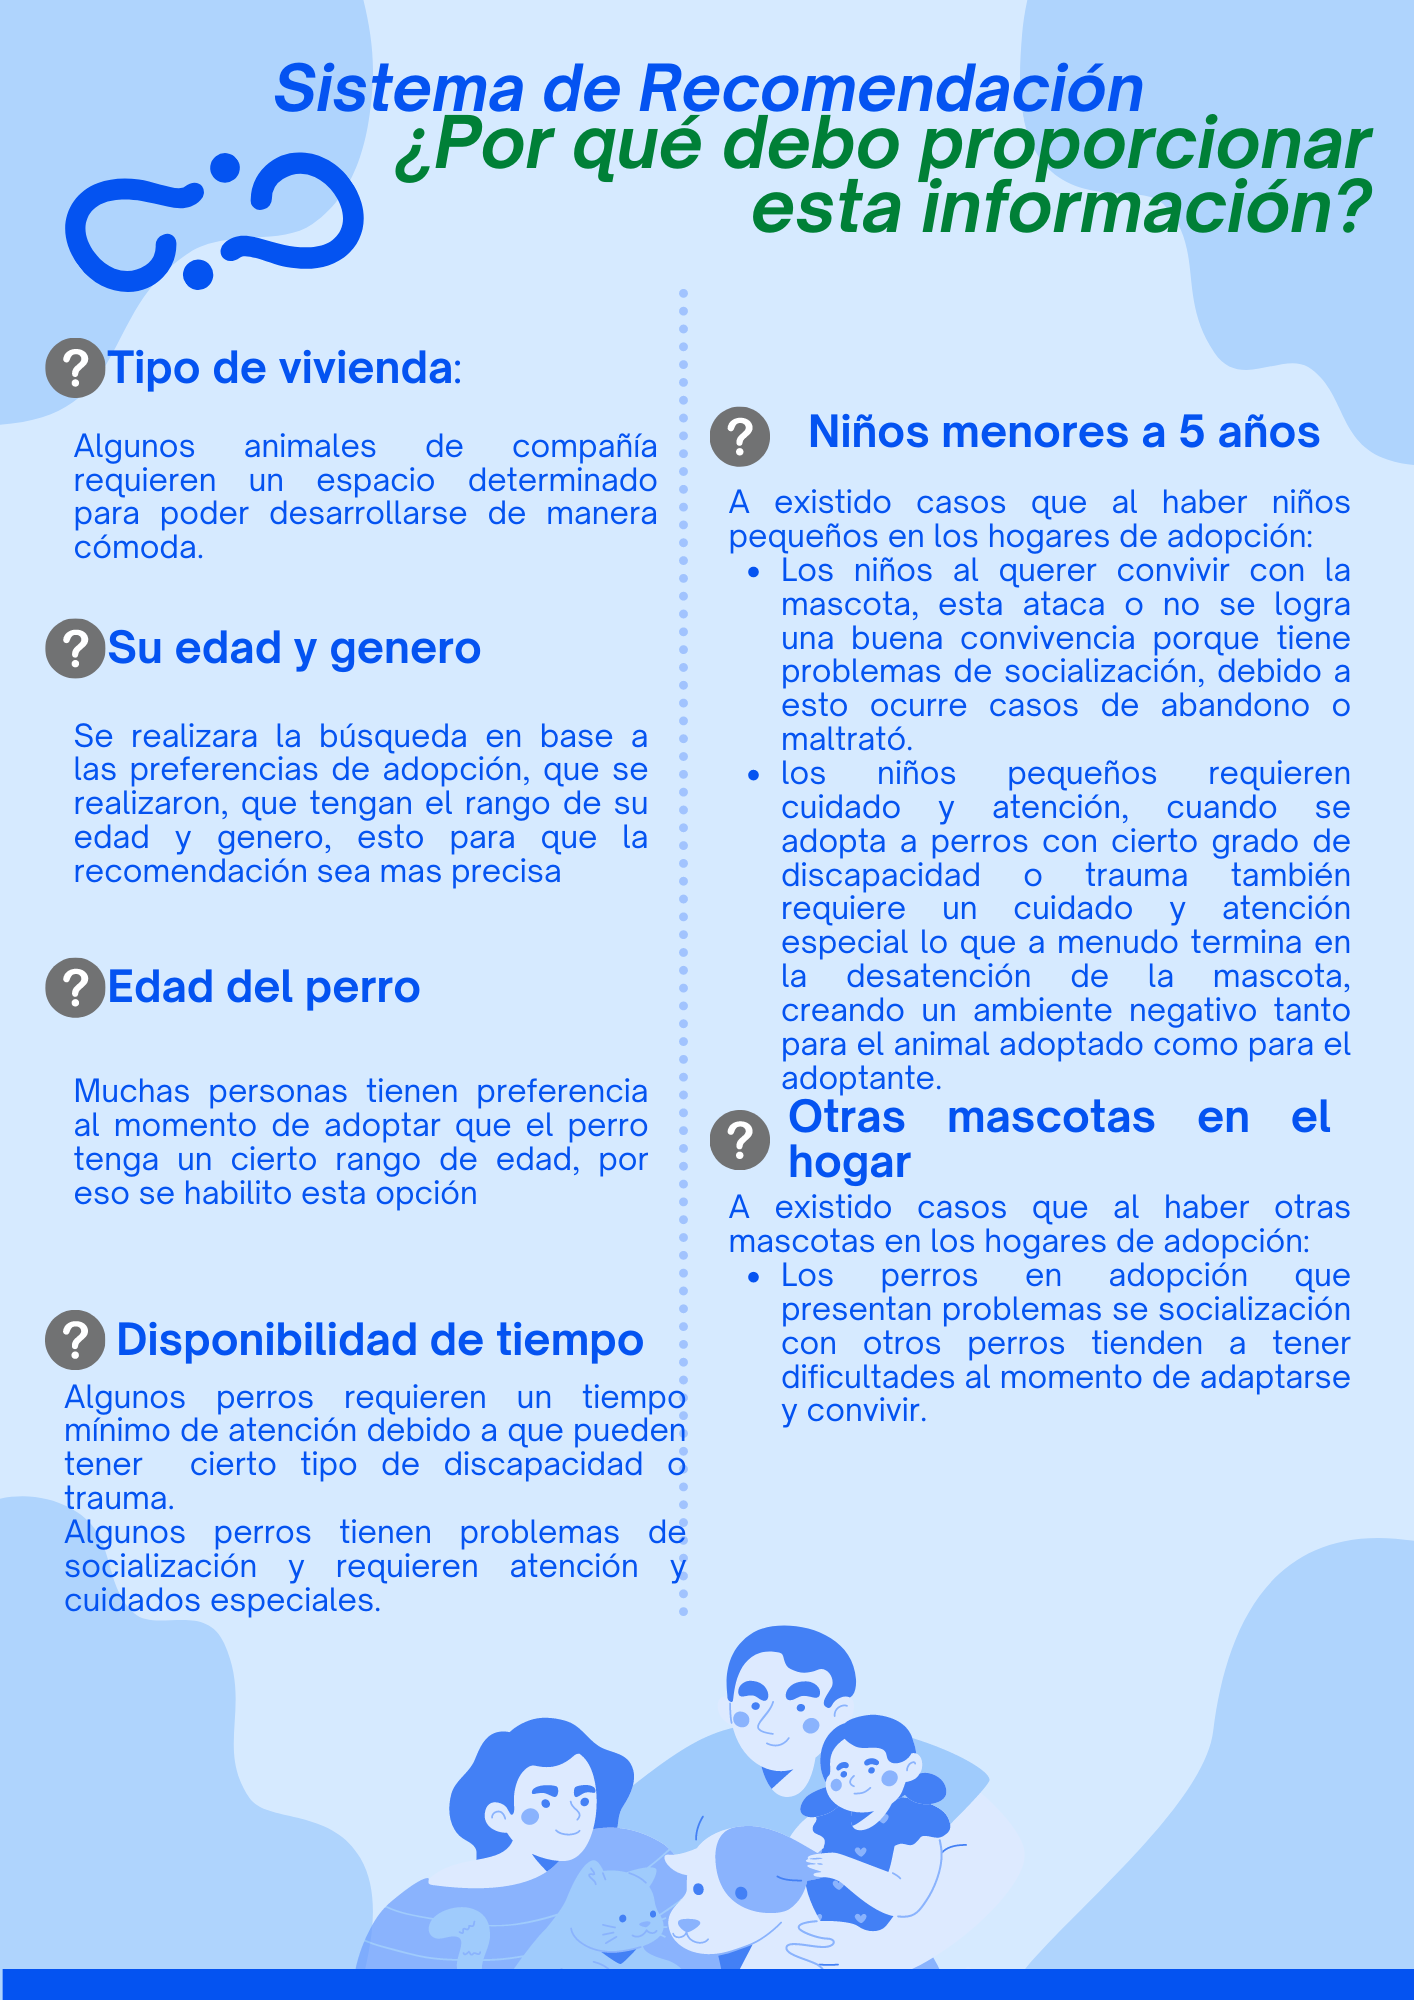 Sistema de Recomendación
¿Por qué debo proporcionar
esta información?
? Tipo de vivienda:
Algunos animales de compañía
requieren un espacio determinado
para poder desarrollarse de manera
cómoda.
? Su edad y genero
Se realizara la búsqueda en base a
las preferencias de adopción, que se
realizaron, que tengan el rango de su
edad y genero, esto para que la
recomendación sea mas precisa
? Edad del perro
Muchas personas tienen preferencia
al momento de adoptar que el perro
tenga un cierto rango de edad, por
eso se habilito esta opción
? Disponibilidad de tiempo
Algunos perros requieren un tiempo
mínimo de atención debido a que pueden
tener cierto tipo de discapacidad o
trauma.
Algunos perros tienen problemas de
socialización y requieren atención y
cuidados especiales.
? Niños menores a 5 años
A existido casos que al haber niños
pequeños en los hogares de adopción:
• Los niños al querer convivir con la
mascota, esta ataca o no se logra
una buena convivencia porque tiene
problemas de socialización, debido a
esto ocurre casos de abandono o
maltrató.
• los niños pequeños requieren
cuidado y atención, cuando se
adopta a perros con cierto grado de
discapacidad o trauma también
requiere un cuidado y atención
especial lo que a menudo termina en
la desatención de la mascota,
creando un ambiente negativo tanto
para el animal adoptado como para el
adoptante.
? Otras mascotas en el
hogar
A existido casos que al haber otras
mascotas en los hogares de adopción:
• Los perros en adopción que
presentan problemas se socialización
con otros perros tienden a tener
dificultades al momento de adaptarse
y convivir.